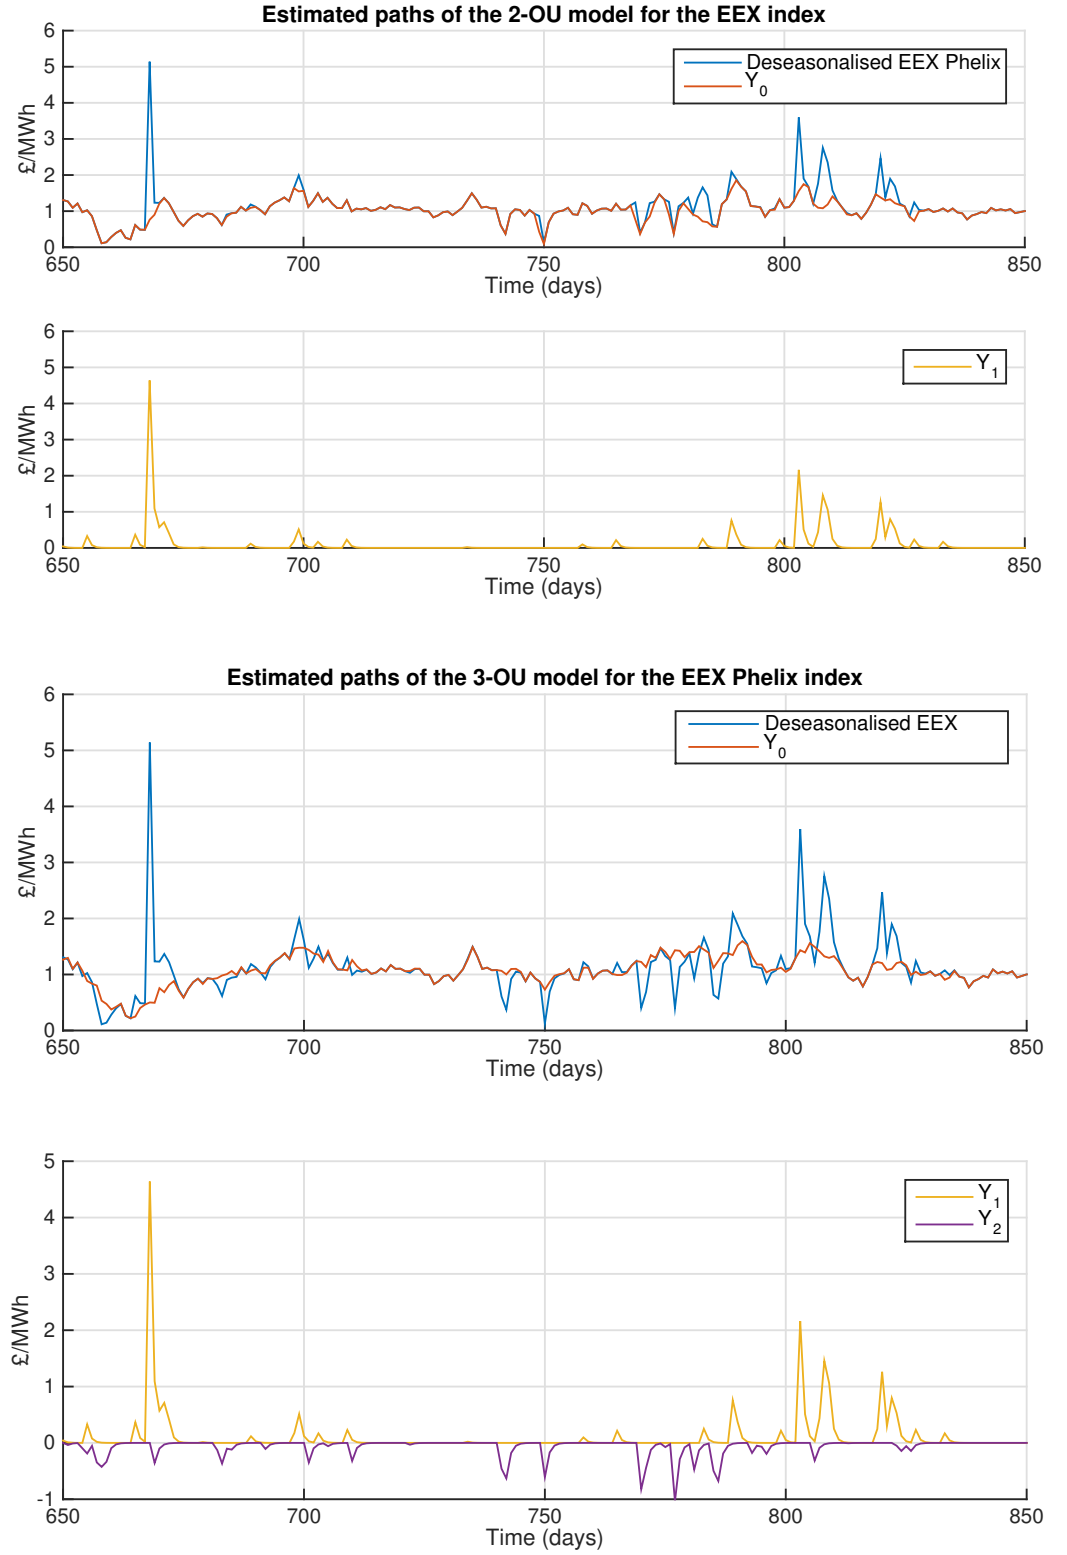 Estimated paths of the 2-OU model for the EEX index
6
5
4
3
2
1
0
£/MWh
Deseasonalised EEX Phelix
Y0
650 700 750 800 850
Time (days)
6
5
4
3
2
1
0
£/MWh
Y1
650 700 750 800 850
Time (days)
Estimated paths of the 3-OU model for the EEX Phelix index
6
5
4
3
2
1
0
£/MWh
Deseasonalised EEX
Y0
650 700 750 800 850
Time (days)
5
4
3
2
1
0
-1
£/MWh
Y1
Y2
650 700 750 800 850
Time (days)